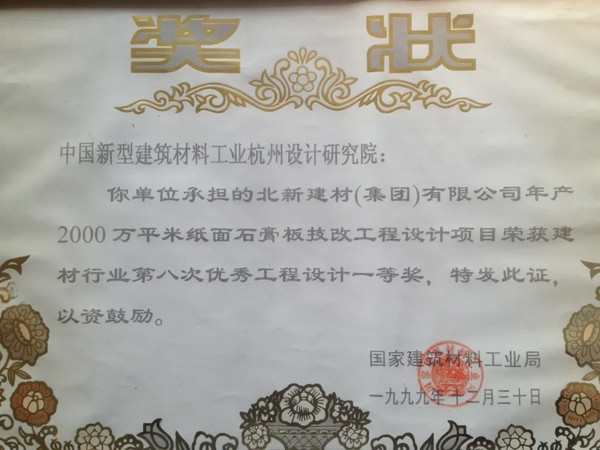 奖状
中国新型建筑材料工业杭州设计研究院：
你单位承担的北新建材(集团)有限公司年产
2000万平米纸面石膏板技改工程设计项目荣获建
材行业第八次优秀工程设计一等奖，特发此证，
以资鼓励。
国家建筑材料工业局
一九九九年十二月三十日